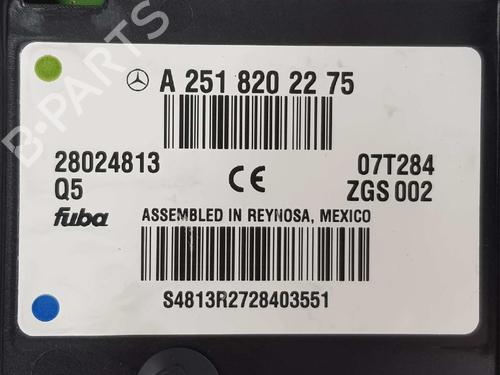 B-PARTS
A 251 820 22 75
28024813
07T284
Q5
CE
ZGS 002
fuba
ASSEMBLED IN REYNOSA, MEXICO
S4813R2728403551